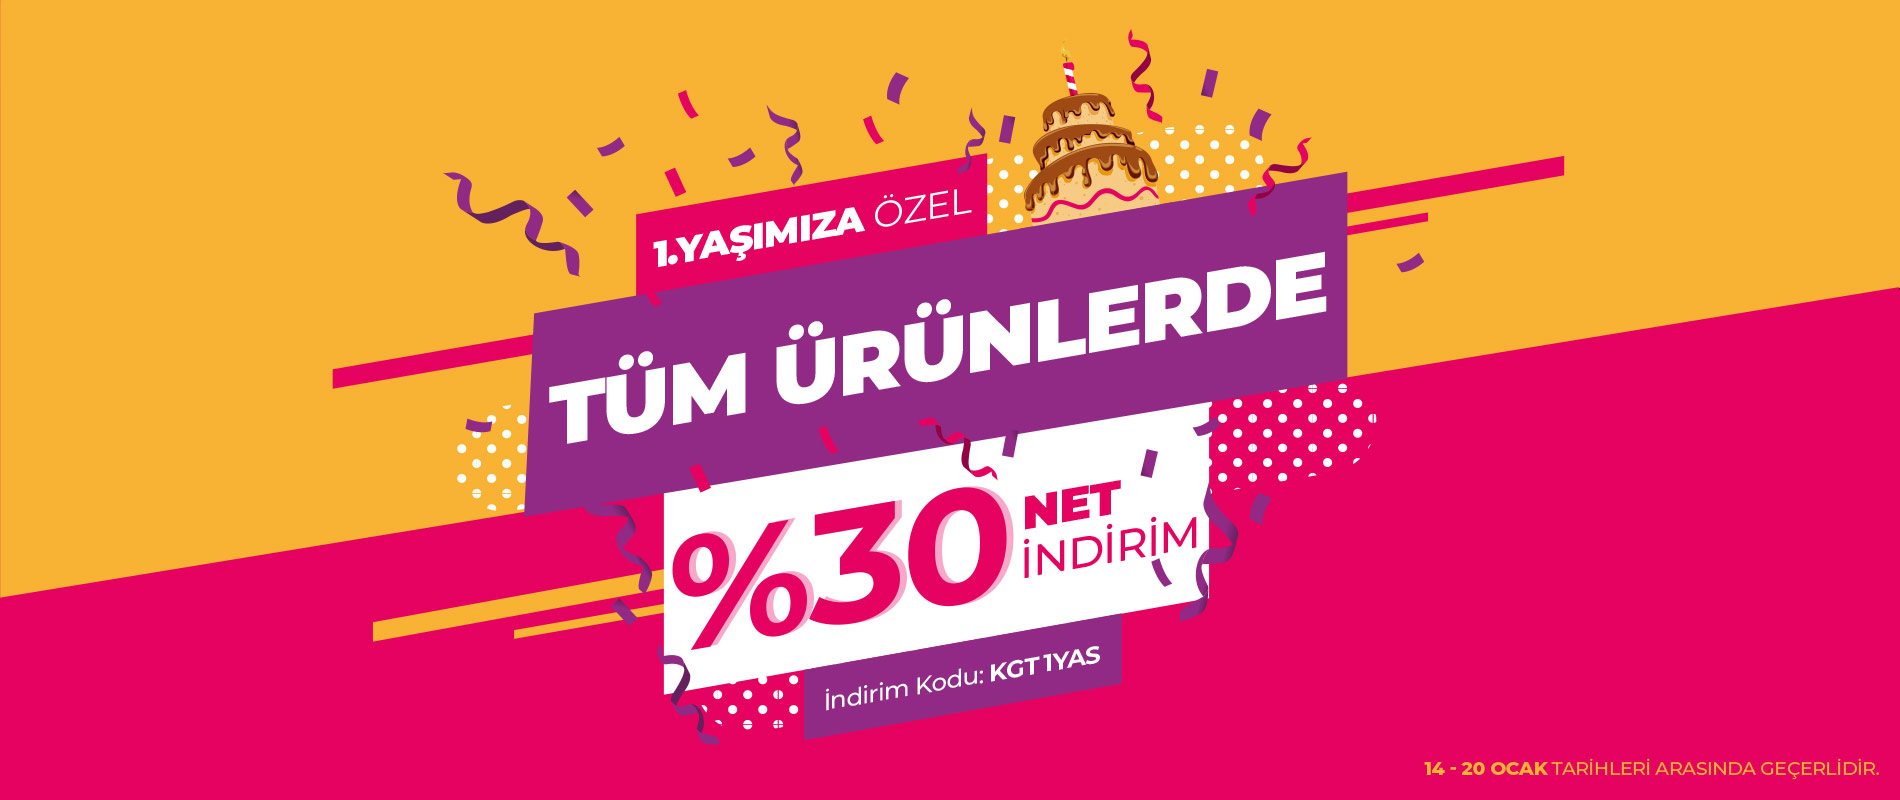 1.YAŞIMIZA ÖZEL
TÜM ÜRÜNLERDE
%30 NET
İNDİRİM
İndirim Kodu: KGT1YAS
14 - 20 OCAK TARİHLERİ ARASINDA GEÇERLİDİR.